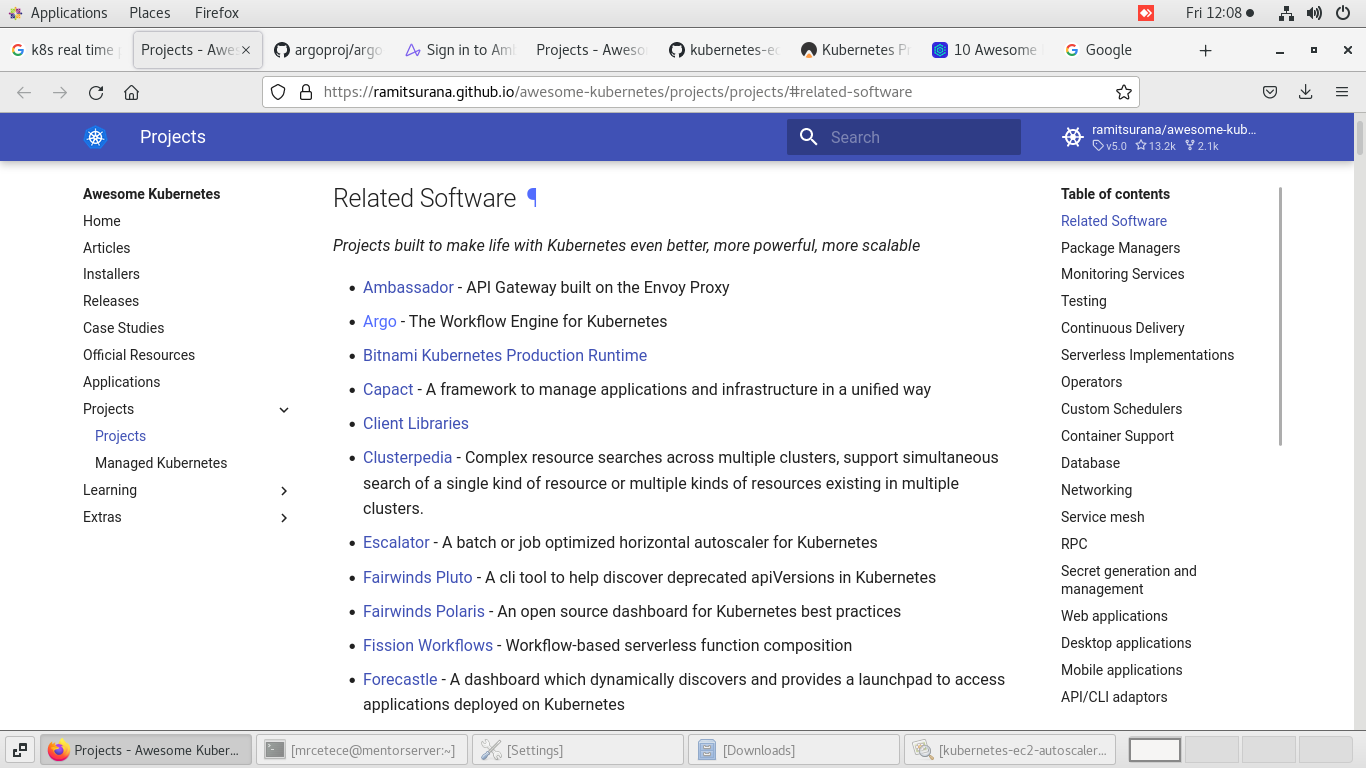 Applications Places Firefox Fri 12:08
k8s real time Projects - Awes argoproj/argo Sign in to Amb Projects - Aweso kubernetes-ec Kubernetes Pr 10 Awesome Google
https://ramitsurana.github.io/awesome-kubernetes/projects/projects/#related-software
Projects
Search
ramitsurana/awesome-kub...
v5.0 13.2k 2.1k
Awesome Kubernetes
Home
Articles
Installers
Releases
Case Studies
Official Resources
Applications
Projects
Projects
Managed Kubernetes
Learning
Extras
Related Software ¶
Projects built to make life with Kubernetes even better, more powerful, more scalable
• Ambassador - API Gateway built on the Envoy Proxy
• Argo - The Workflow Engine for Kubernetes
• Bitnami Kubernetes Production Runtime
• Capact - A framework to manage applications and infrastructure in a unified way
• Client Libraries
• Clusterpedia - Complex resource searches across multiple clusters, support simultaneous
search of a single kind of resource or multiple kinds of resources existing in multiple
clusters.
• Escalator - A batch or job optimized horizontal autoscaler for Kubernetes
• Fairwinds Pluto - A cli tool to help discover deprecated apiVersions in Kubernetes
• Fairwinds Polaris - An open source dashboard for Kubernetes best practices
• Fission Workflows - Workflow-based serverless function composition
• Forecastle - A dashboard which dynamically discovers and provides a launchpad to access
applications deployed on Kubernetes
Table of contents
Related Software
Package Managers
Monitoring Services
Testing
Continuous Delivery
Serverless Implementations
Operators
Custom Schedulers
Container Support
Database
Networking
Service mesh
RPC
Secret generation and
management
Web applications
Desktop applications
Mobile applications
API/CLI adaptors
Projects - Awesome Kuber... [mrcetece@mentorserver:~] [Settings] [Downloads] [kubernetes-ec2-autoscaler...